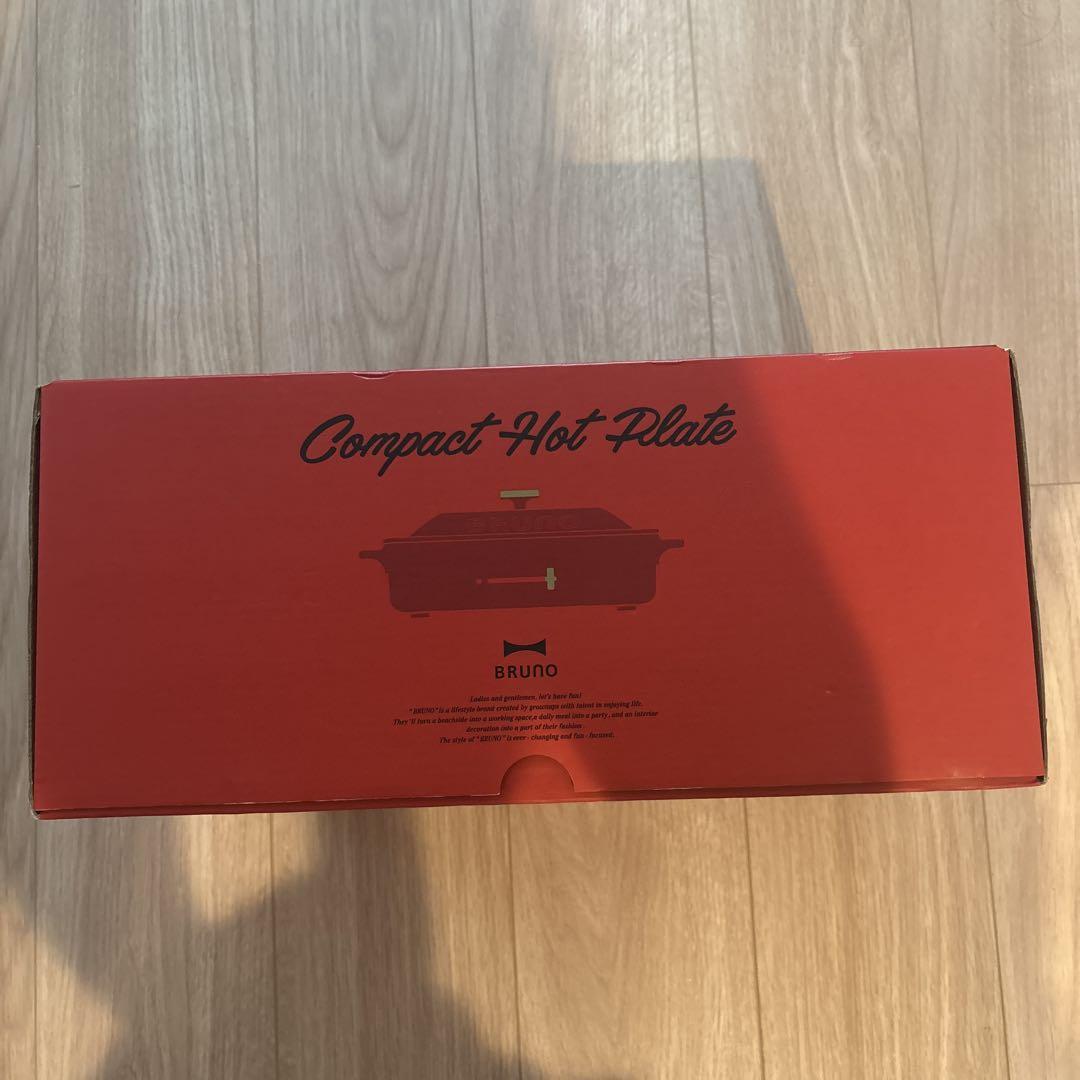 Compact Hot Plate
BRUNO
BRUNO
Ladies and gentlemen, let's have fun!
"BRUNO" is a lifestyle brand created by grownups with talent in enjoying life.
They'll turn a beachside into a working space,a daily meal into a party, and an interior
decoration into a part of their fashion.
The style of "BRUNO" is ever - changing and fun - focused.